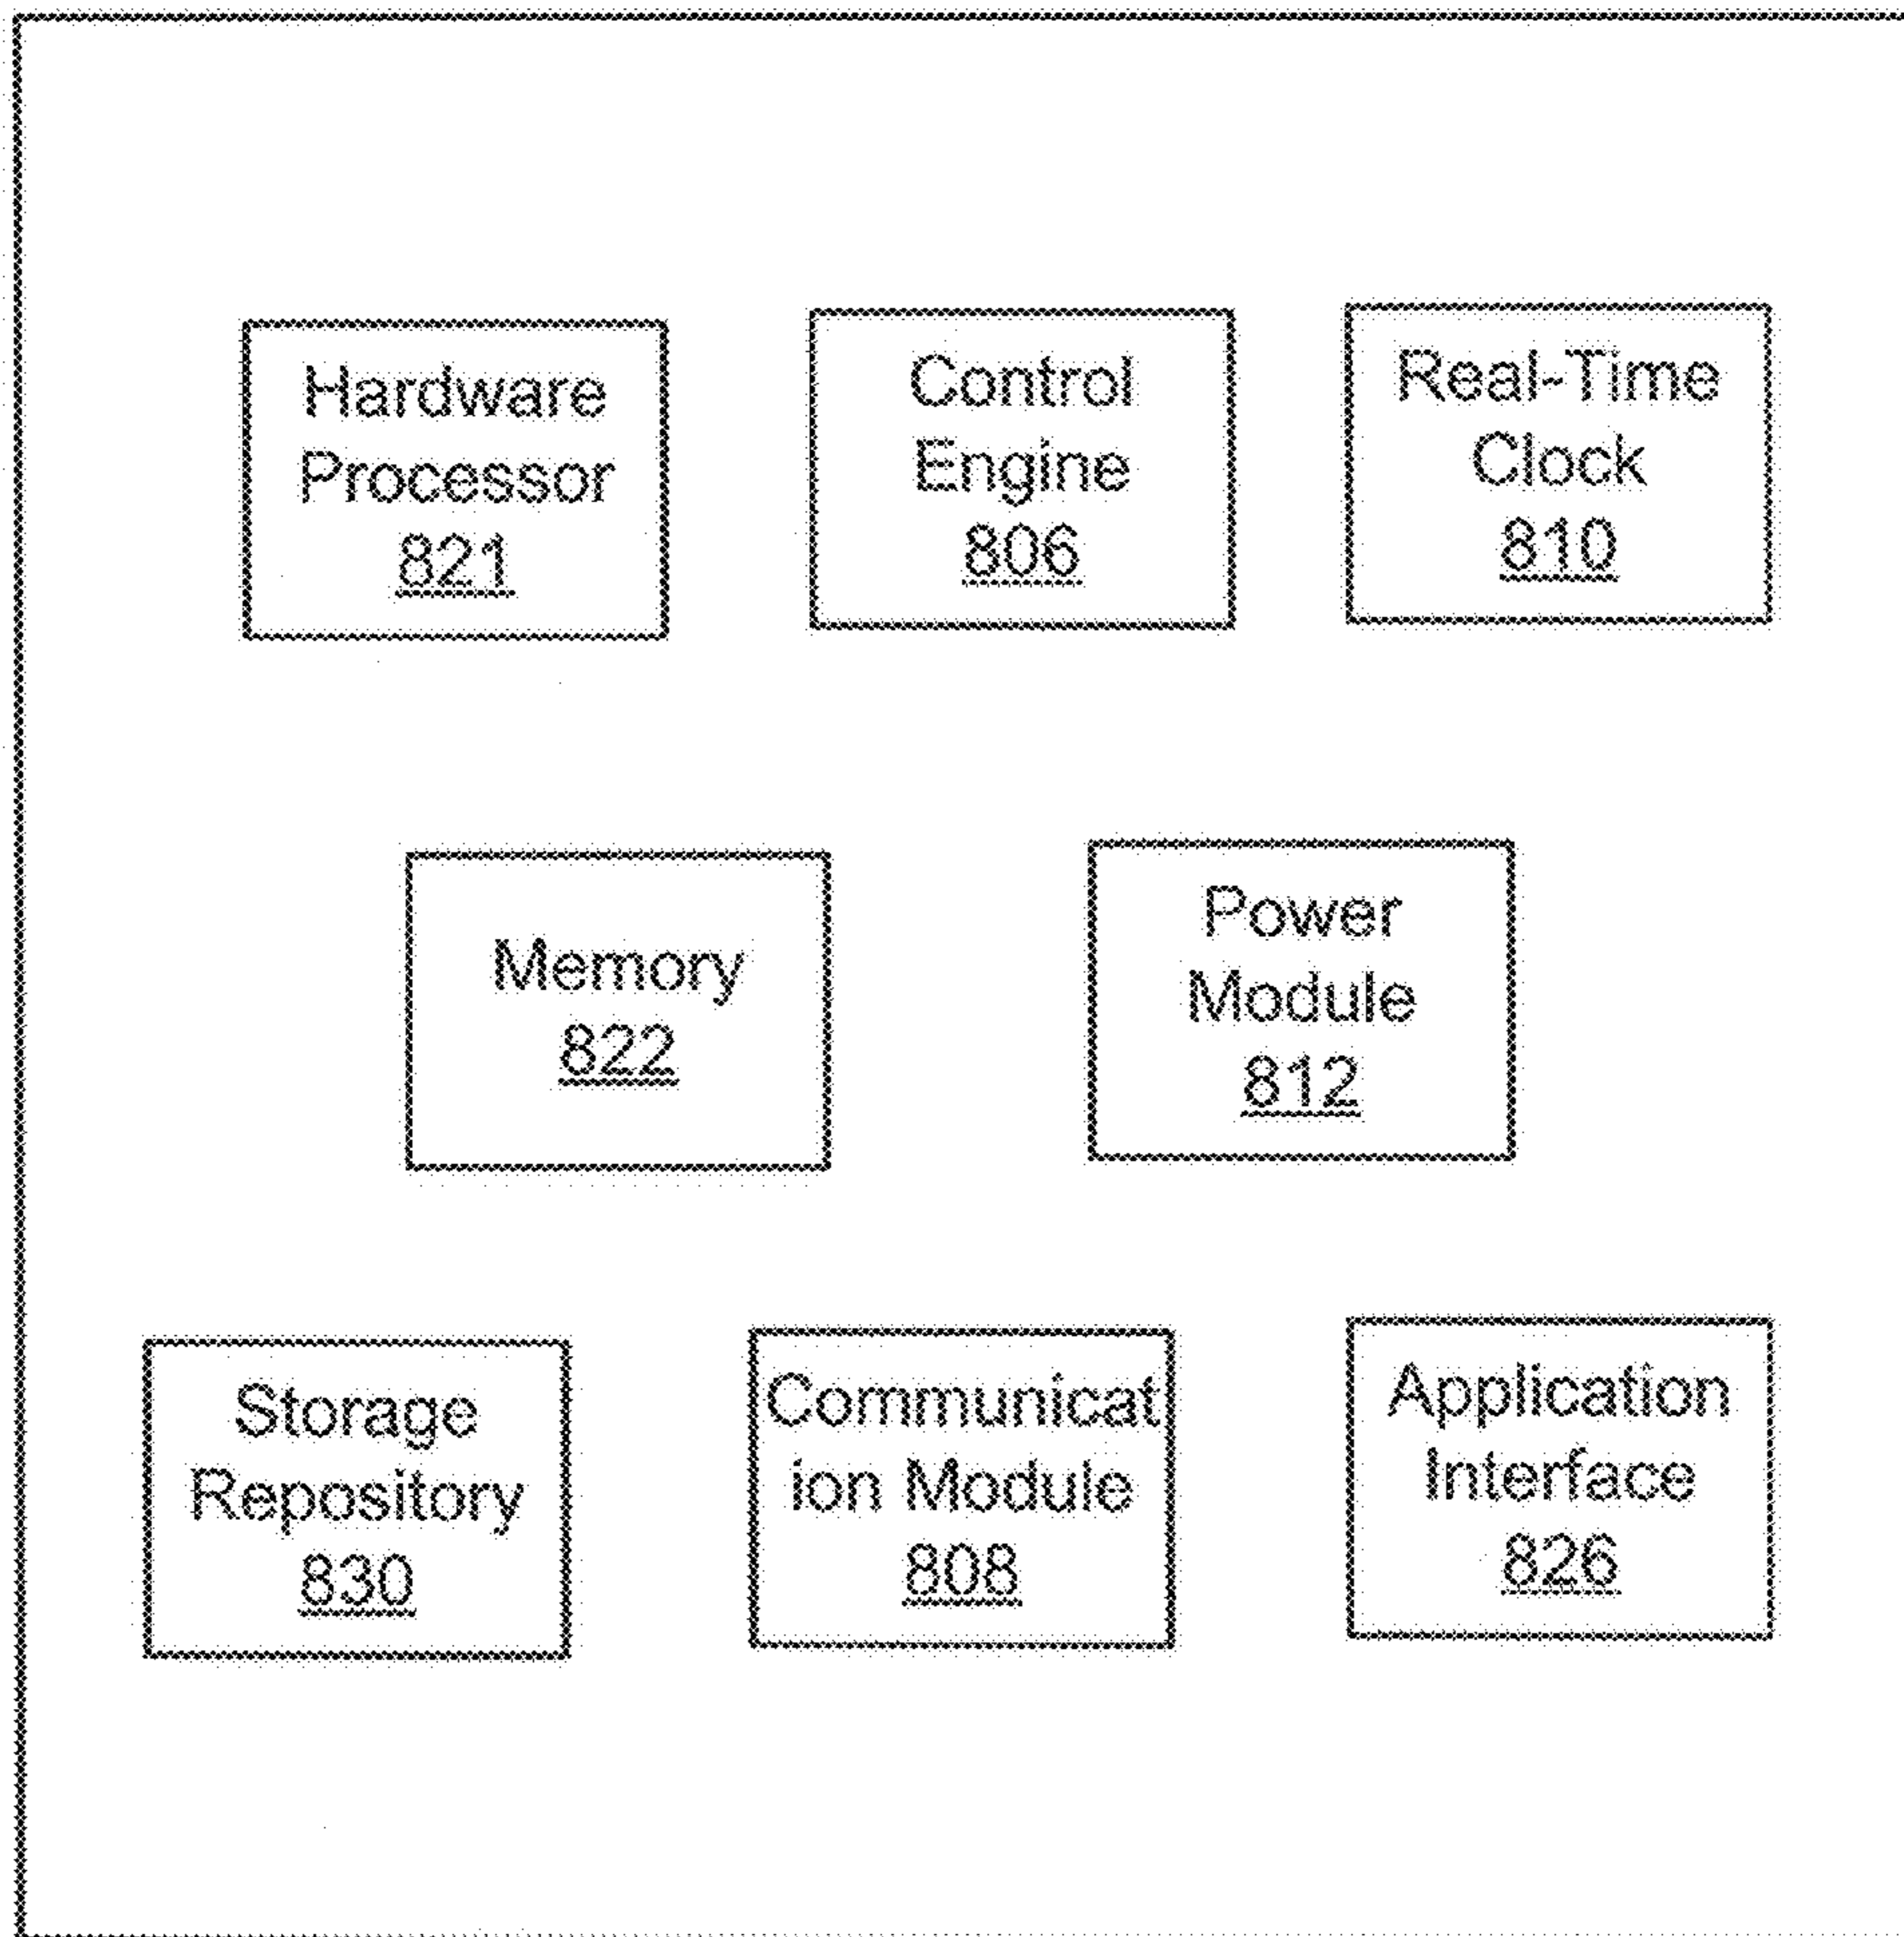 Hardware
Processor
821
Control
Engine
806
Real-Time
Clock
810
Memory
822
Power
Module
812
Storage
Repository
830
Communicat
ion Module
808
Application
Interface
826